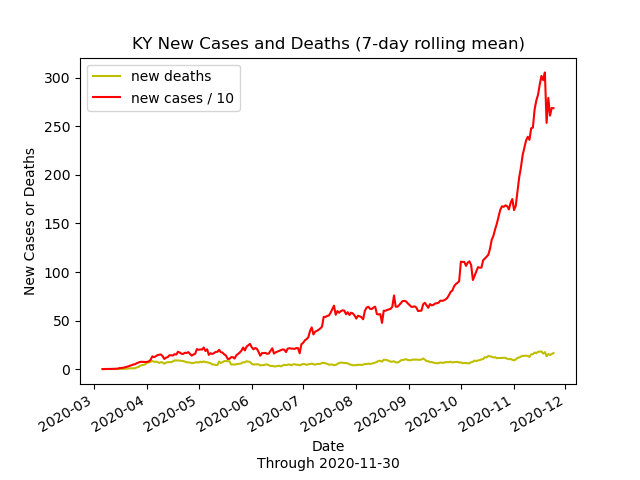 KY New Cases and Deaths (7-day rolling mean)
new deaths
new cases / 10
300
250
200
150
100
50
0
New Cases or Deaths
2020-03
2020-04
2020-05
2020-06
2020-07
2020-08
2020-09
2020-10
2020-11
2020-12
Date
Through 2020-11-30